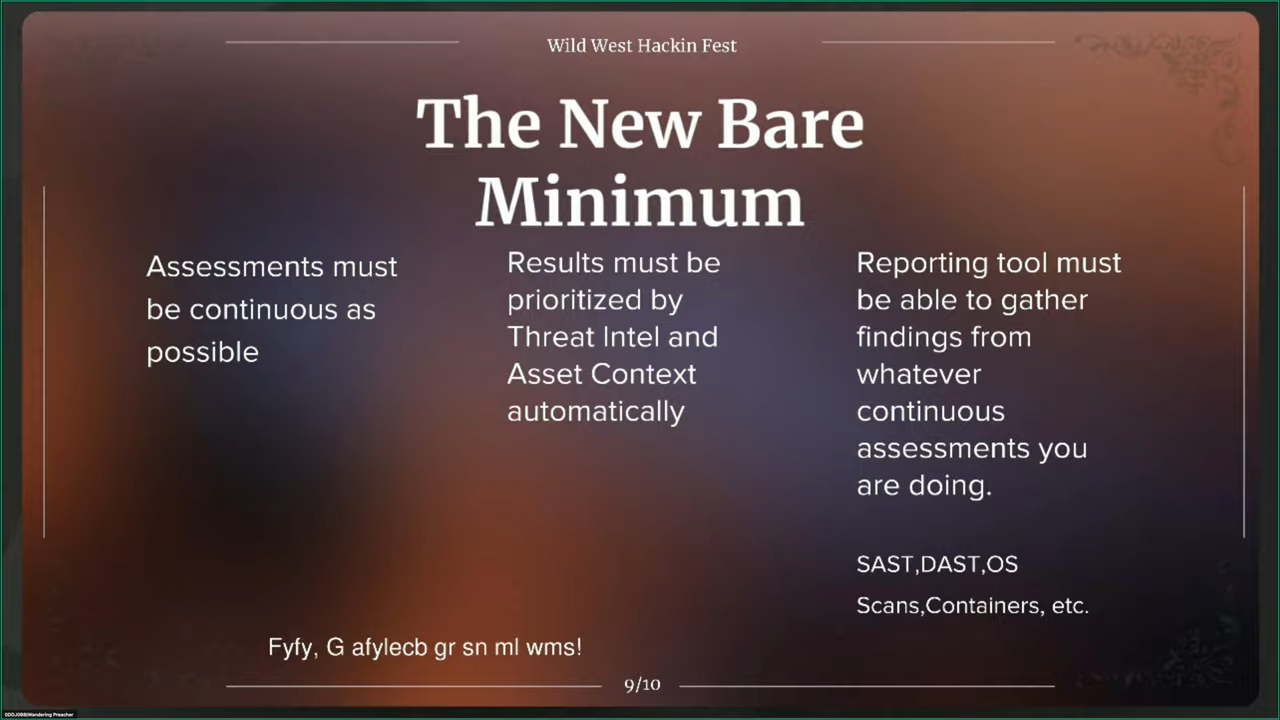 Wild West Hackin Fest
The New Bare
Minimum
Assessments must
be continuous as
possible
Results must be
prioritized by
Threat Intel and
Asset Context
automatically
Reporting tool must
be able to gather
findings from
whatever
continuous
assessments you
are doing.
SAST,DAST,OS
Scans,Containers, etc.
Fyfy, G afylecb gr sn ml wms!
9/10